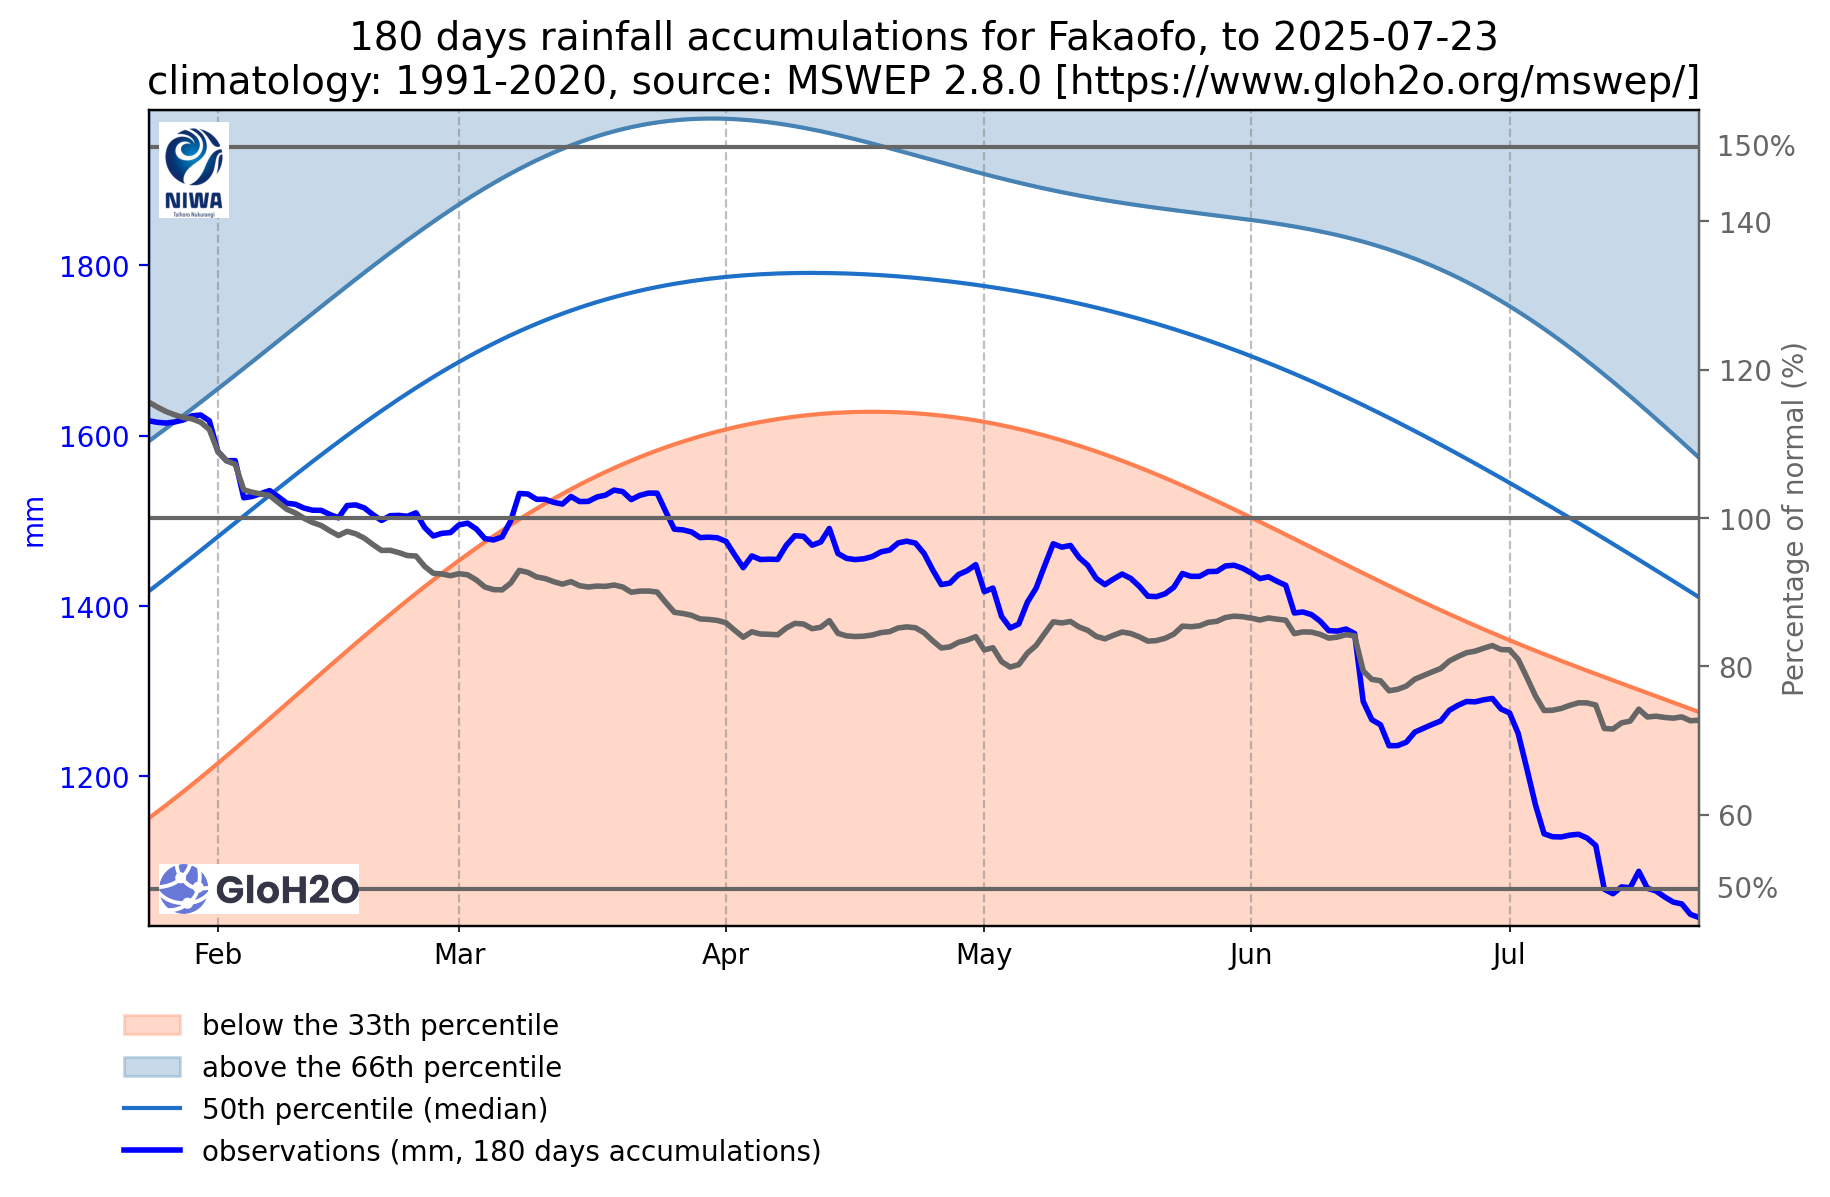 180 days rainfall accumulations for Fakaofo, to 2025-07-23
climatology: 1991-2020, source: MSWEP 2.8.0 [https://www.gloh2o.org/mswep/]
NIWA
Taihoro Nukurangi
150%
140
1800
120
1600
mm
100
Percentage of normal (%)
1400
80
1200
60
GloH2O
50%
Feb
Mar
Apr
May
Jun
Jul
below the 33th percentile
above the 66th percentile
50th percentile (median)
observations (mm, 180 days accumulations)